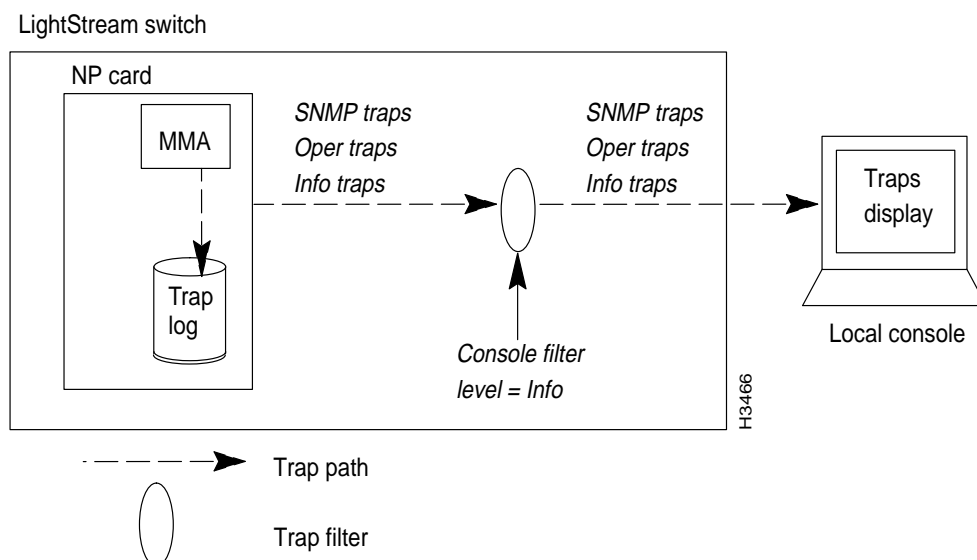 LightStream switch
NP card
MMA
Trap
log
SNMP traps
Oper traps
Info traps
SNMP traps
Oper traps
Info traps
Console filter
level = Info
Traps
display
Local console
H3466
Trap path
Trap filter